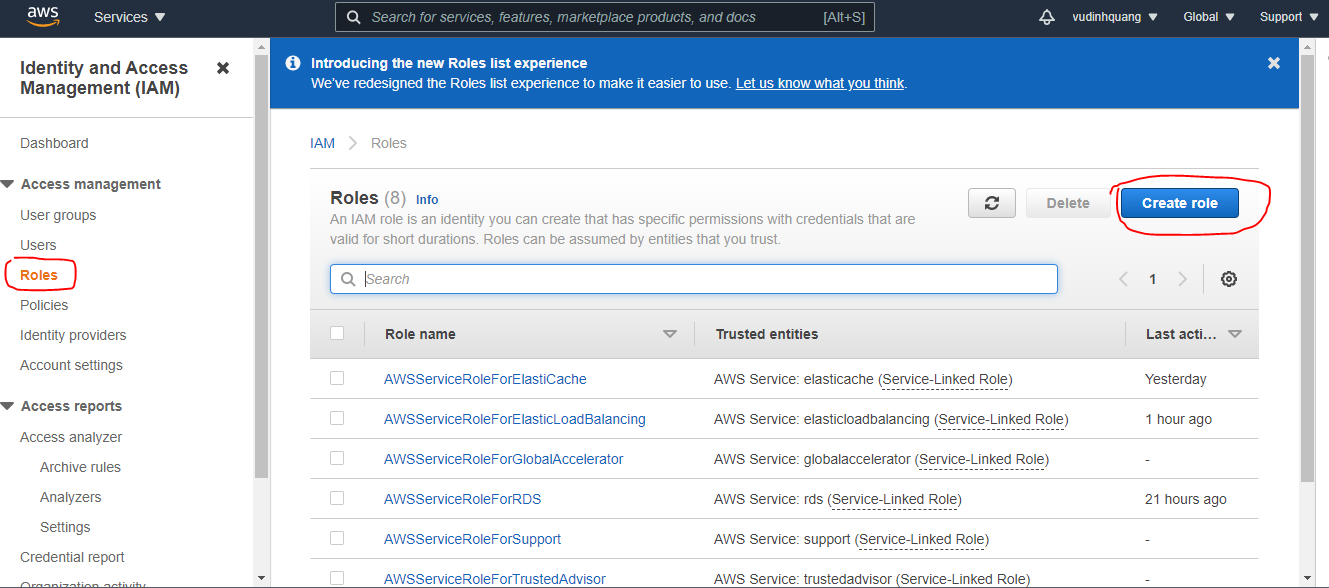 aws
Services ▼
Search for services, features, marketplace products, and docs [Alt+S]
vudinhquang ▼
Global ▼
Support ▼
Identity and Access
Management (IAM)
Dashboard
Access management
User groups
Users
Roles
Policies
Identity providers
Account settings
Access reports
Access analyzer
Archive rules
Analyzers
Settings
Credential report
Organization activity
Introducing the new Roles list experience
We've redesigned the Roles list experience to make it easier to use. Let us know what you think.
IAM > Roles
Roles (8) Info
An IAM role is an identity you can create that has specific permissions with credentials that are
valid for short durations. Roles can be assumed by entities that you trust.
Delete
Create role
Search
1
Role name Trusted entities Last acti...
AWSServiceRoleForElastiCache AWS Service: elasticache (Service-Linked Role) Yesterday
AWSServiceRoleForElasticLoadBalancing AWS Service: elasticloadbalancing (Service-Linked Role) 1 hour ago
AWSServiceRoleForGlobalAccelerator AWS Service: globalaccelerator (Service-Linked Role) -
AWSServiceRoleForRDS AWS Service: rds (Service-Linked Role) 21 hours ago
AWSServiceRoleForSupport AWS Service: support (Service-Linked Role) -
AWSServiceRoleForTrustedAdvisor AWS Service: trustedadvisor (Service-Linked Role) -